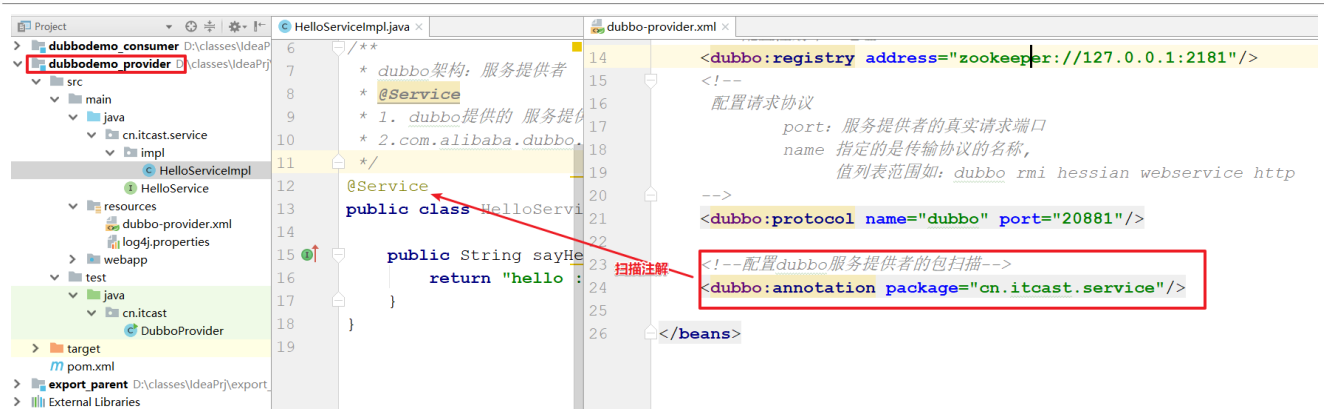 Project
dubbodemo_consumer D:\classes\IdeaP
dubbodemo_provider D:\classes\IdeaPrj
src
main
java
cn.itcast.service
impl
HelloServiceImpl
HelloService
resources
dubbo-provider.xml
log4j.properties
webapp
test
java
cn.itcast
DubboProvider
target
pom.xml
export_parent D:\classes\IdeaPrj\export_
External Libraries
HelloServiceImpl.java
6 /**
7 * dubbo架构：服务提供者
8 * @Service
9 * 1. dubbo提供的 服务提供
10 * 2.com.alibaba.dubbo.
11 */
12 @Service
13 public class HelloServi
14
15 public String sayHe
16 return "hello :
17 }
18 }
19
扫描注解
dubbo-provider.xml
14 <dubbo:registry address="zookeeper://127.0.0.1:2181"/>
15 <!--
16 配置请求协议
17 port：服务提供者的真实请求端口
18 name 指定的是传输协议的名称,
19 值列表范围如：dubbo rmi hessian webservice http
20 -->
21 <dubbo:protocol name="dubbo" port="20881"/>
22
23 <!--配置dubbo服务提供者的包扫描-->
24 <dubbo:annotation package="cn.itcast.service"/>
25
26 </beans>